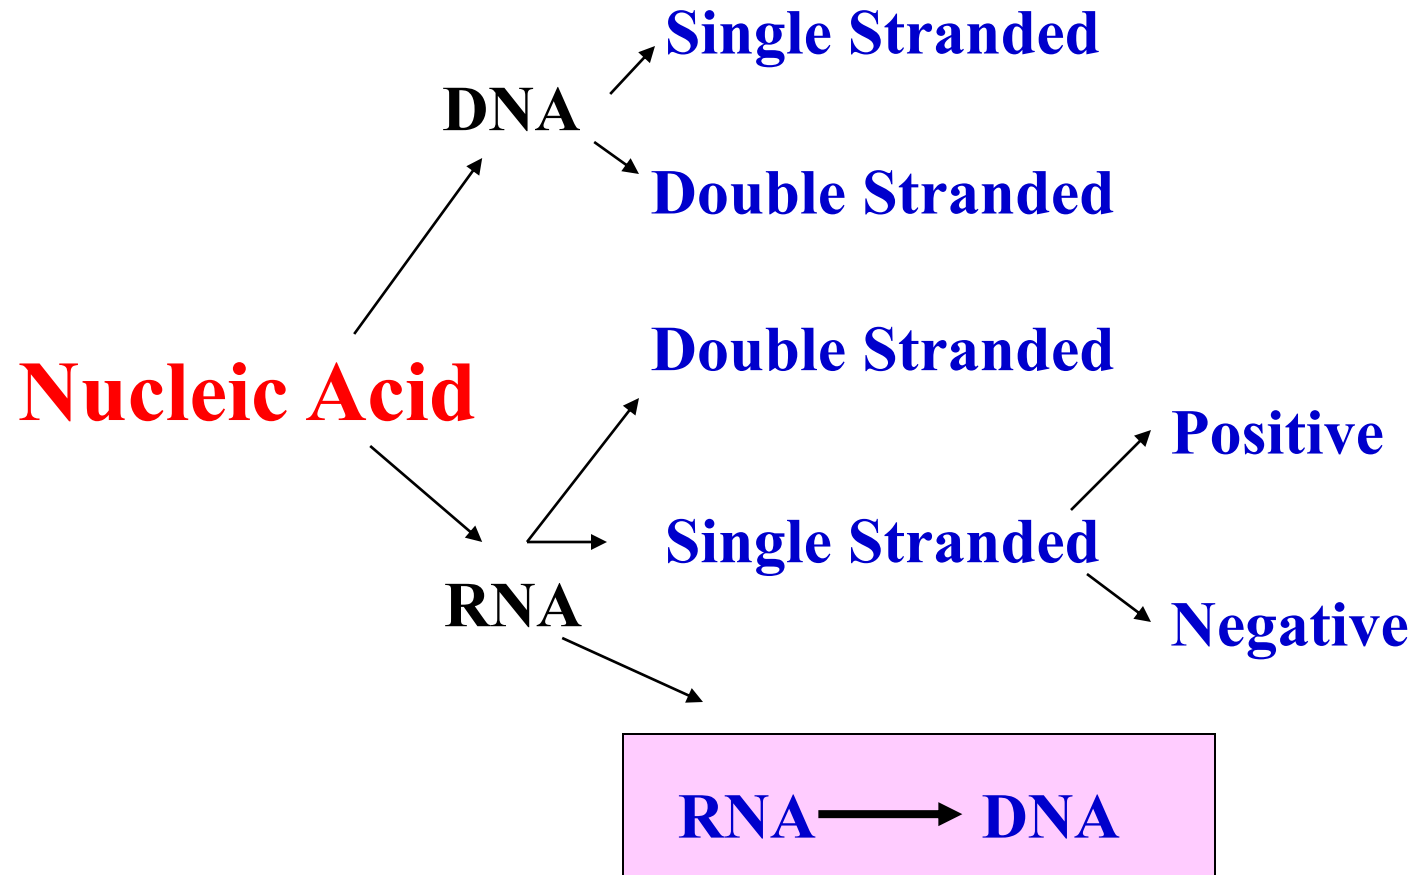 Single Stranded
DNA
Double Stranded
Double Stranded
Nucleic Acid
Positive
Single Stranded
RNA
Negative
RNA DNA